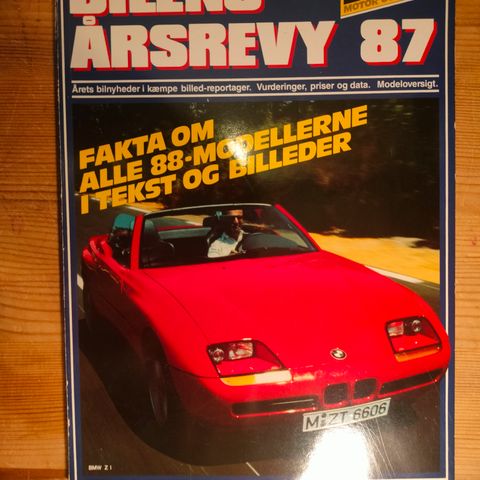 BILENS
MOTOR
ÅRSREVY 87
Årets bilnyheder i kæmpe billed-reportager. Vurderinger, priser og data. Modeloversigt.
FAKTA OM
ALLE 88-MODELLERNE
I TEKST OG BILLEDER
M·ZT 6606
BMW Z 1